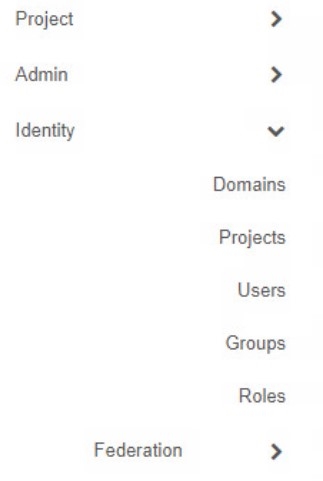 Project
Admin
Identity
Domains
Projects
Users
Groups
Roles
Federation